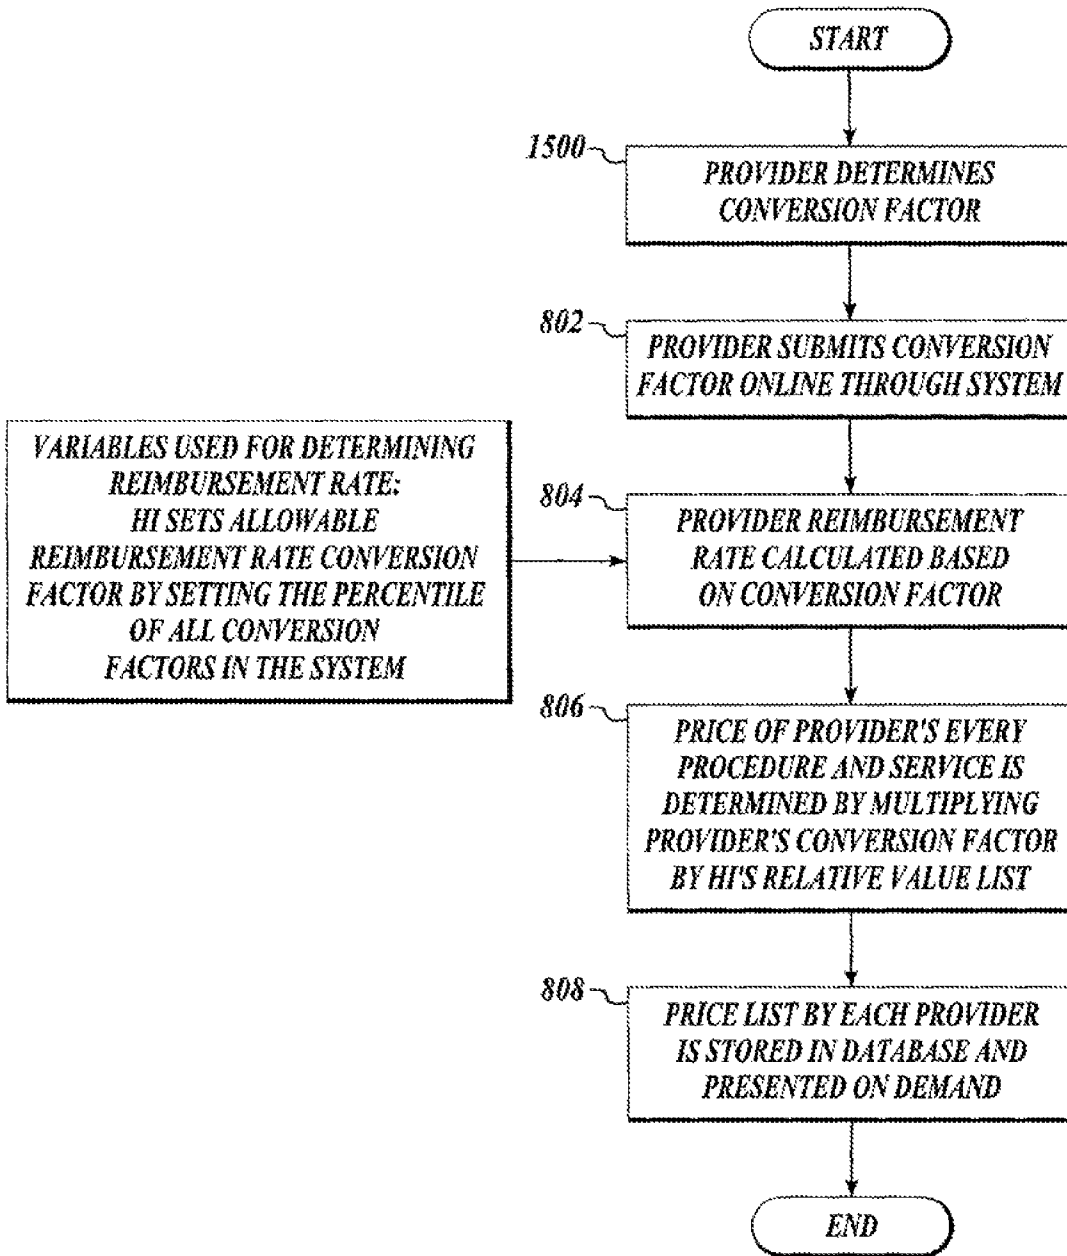 START
1500
PROVIDER DETERMINES
CONVERSION FACTOR
802
PROVIDER SUBMITS CONVERSION
FACTOR ONLINE THROUGH SYSTEM
VARIABLES USED FOR DETERMINING
REIMBURSEMENT RATE:
HI SETS ALLOWABLE
REIMBURSEMENT RATE CONVERSION
FACTOR BY SETTING THE PERCENTILE
OF ALL CONVERSION
FACTORS IN THE SYSTEM
804
PROVIDER REIMBURSEMENT
RATE CALCULATED BASED
ON CONVERSION FACTOR
806
PRICE OF PROVIDER'S EVERY
PROCEDURE AND SERVICE IS
DETERMINED BY MULTIPLYING
PROVIDER'S CONVERSION FACTOR
BY HI'S RELATIVE VALUE LIST
808
PRICE LIST BY EACH PROVIDER
IS STORED IN DATABASE AND
PRESENTED ON DEMAND
END